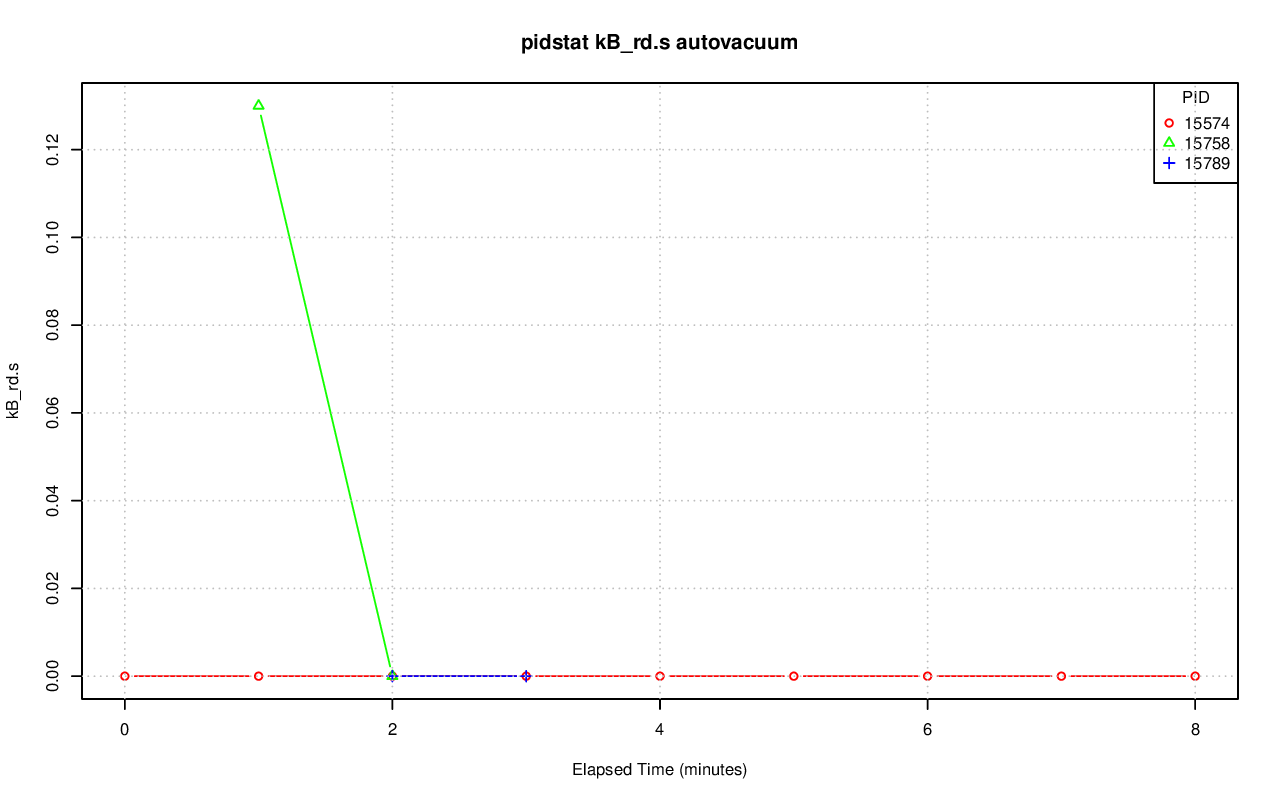 pidstat kB_rd.s autovacuum
PID
15574
15758
15789
kB_rd.s
0.12
0.10
0.08
0.06
0.04
0.02
0.00
0 2 4 6 8
Elapsed Time (minutes)